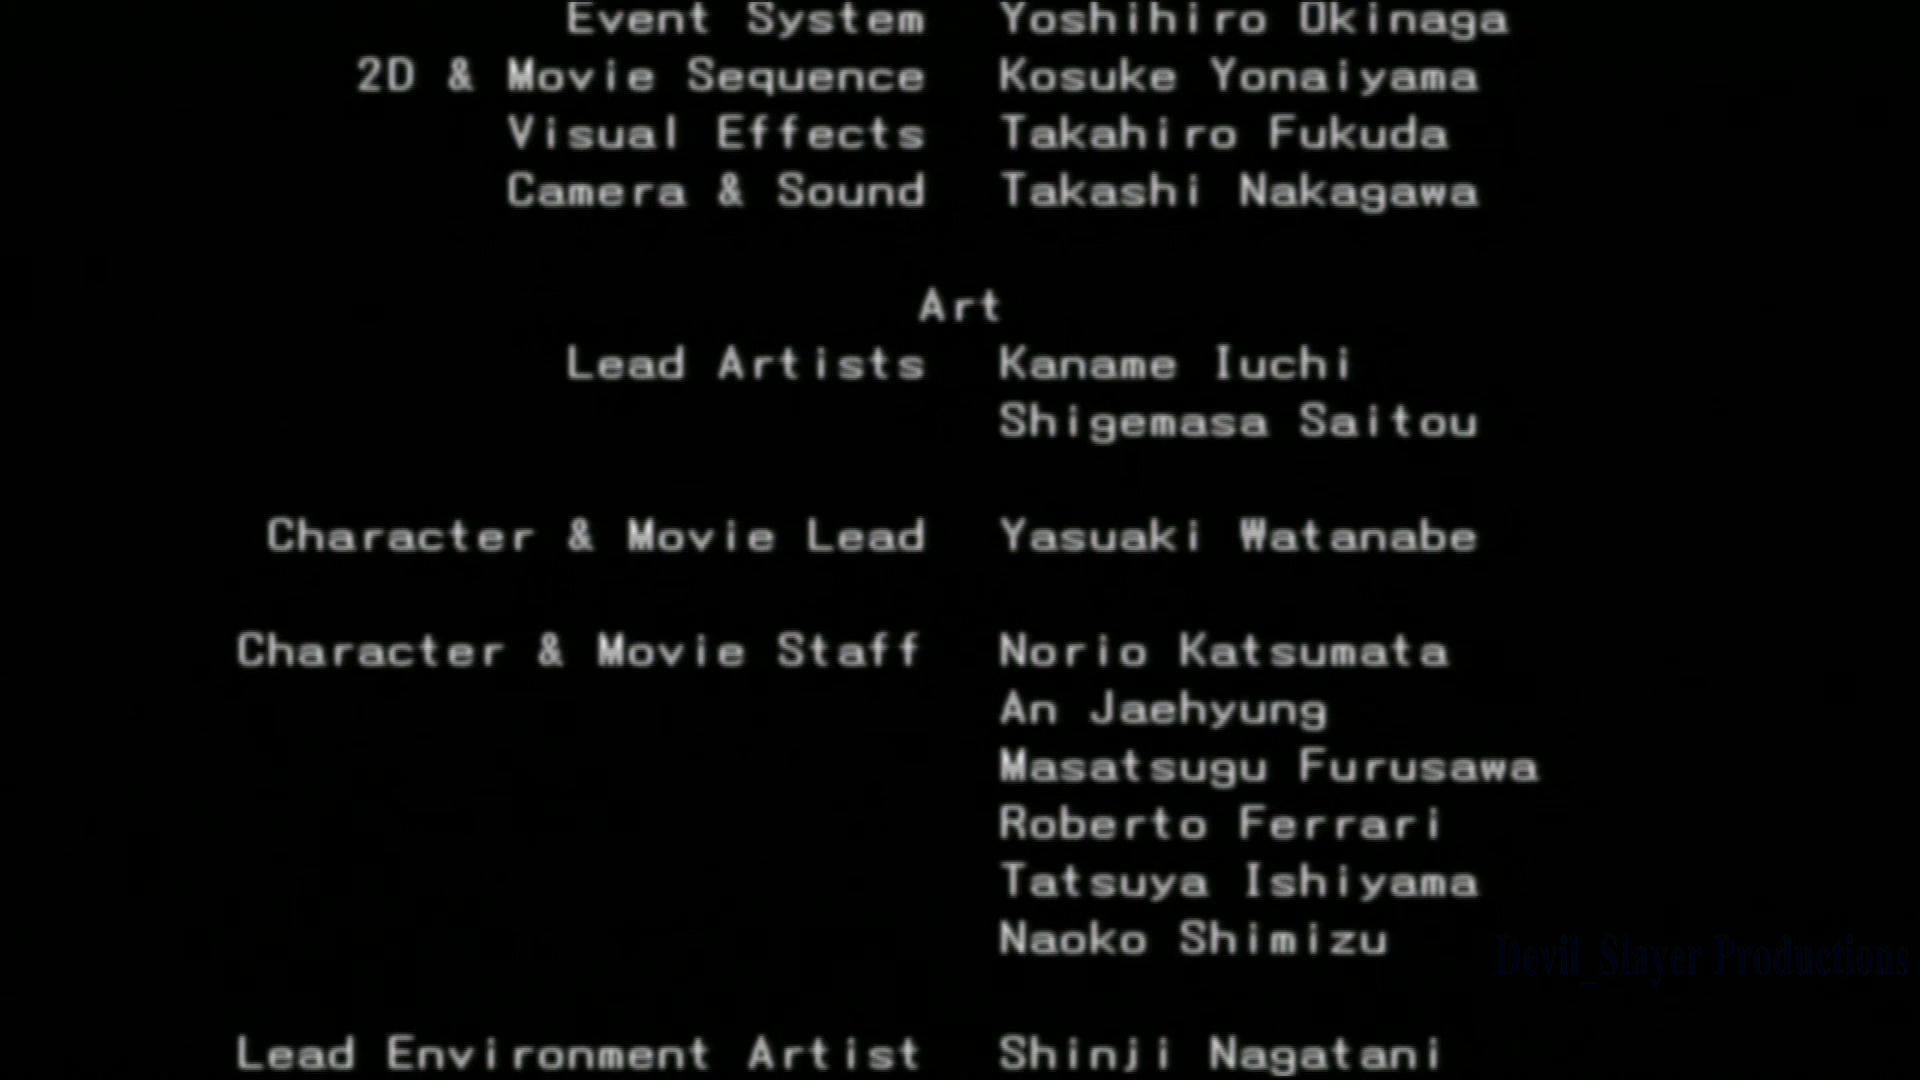 Event System Yoshihiro Okinaga
2D & Movie Sequence Kosuke Yonaiyama
Visual Effects Takahiro Fukuda
Camera & Sound Takashi Nakagawa
Art
Lead Artists Kaname Iuchi
Shigemasa Saitou
Character & Movie Lead Yasuaki Watanabe
Character & Movie Staff Norio Katsumata
An Jaehyung
Masatsugu Furusawa
Roberto Ferrari
Tatsuya Ishiyama
Naoko Shimizu
Devil_Slayer Productions
Lead Environment Artist Shinji Nagatani